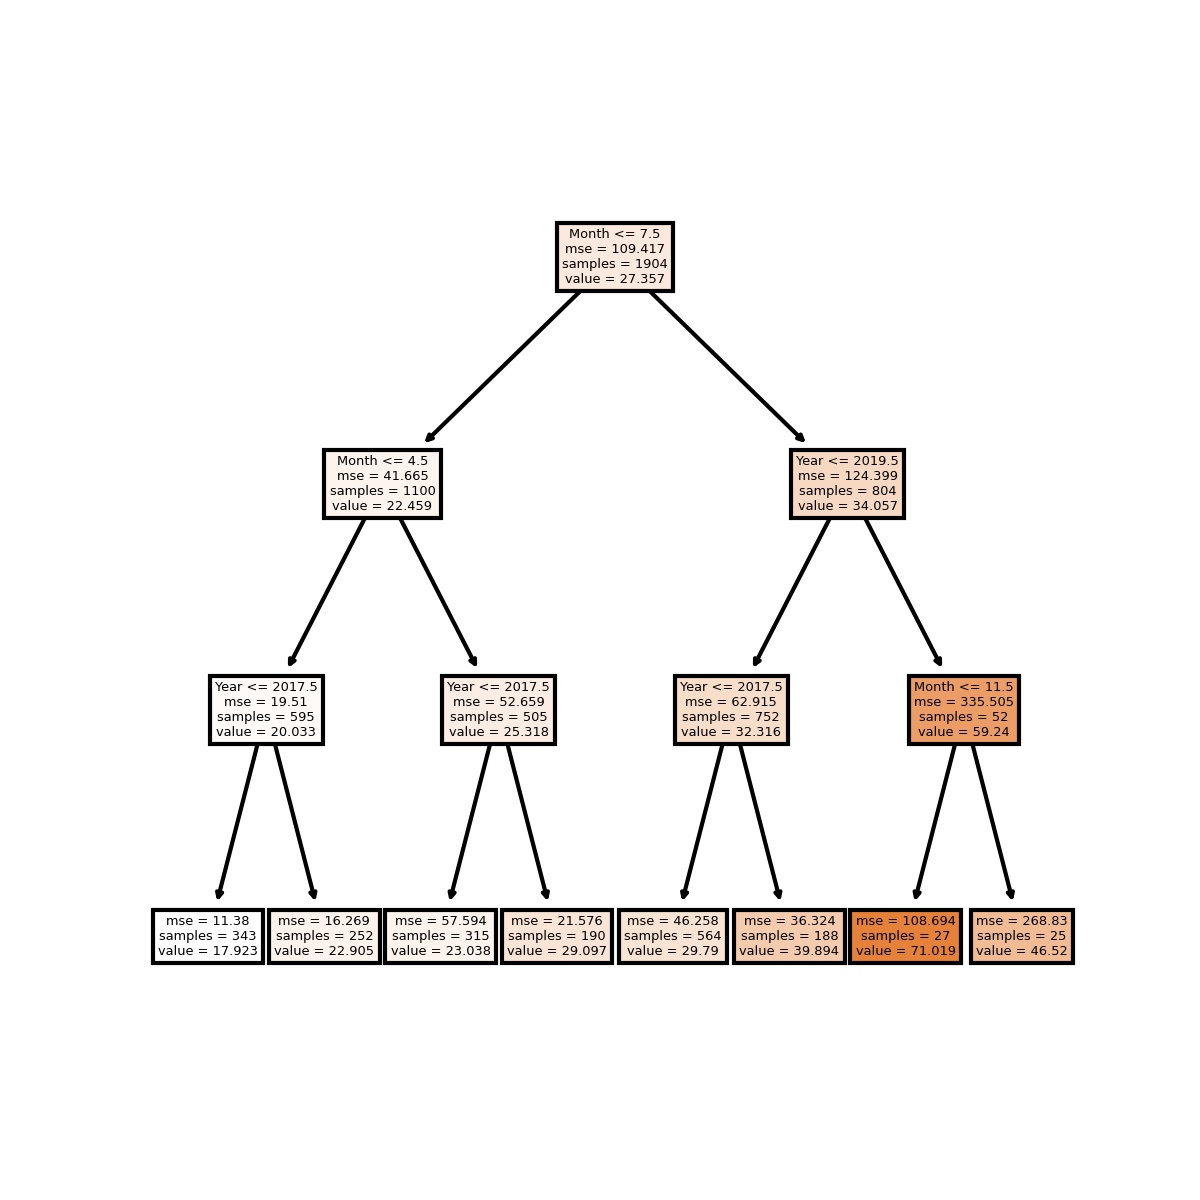 Month <= 7.5
mse = 109.417
samples = 1904
value = 27.357
Month <= 4.5
mse = 41.665
samples = 1100
value = 22.459
Year <= 2019.5
mse = 124.399
samples = 804
value = 34.057
Year <= 2017.5
mse = 19.51
samples = 595
value = 20.033
Year <= 2017.5
mse = 52.659
samples = 505
value = 25.318
Year <= 2017.5
mse = 62.915
samples = 752
value = 32.316
Month <= 11.5
mse = 335.505
samples = 52
value = 59.24
mse = 11.38
samples = 343
value = 17.923
mse = 16.269
samples = 252
value = 22.905
mse = 57.594
samples = 315
value = 23.038
mse = 21.576
samples = 190
value = 29.097
mse = 46.258
samples = 564
value = 29.79
mse = 36.324
samples = 188
value = 39.894
mse = 108.694
samples = 27
value = 71.019
mse = 268.83
samples = 25
value = 46.52